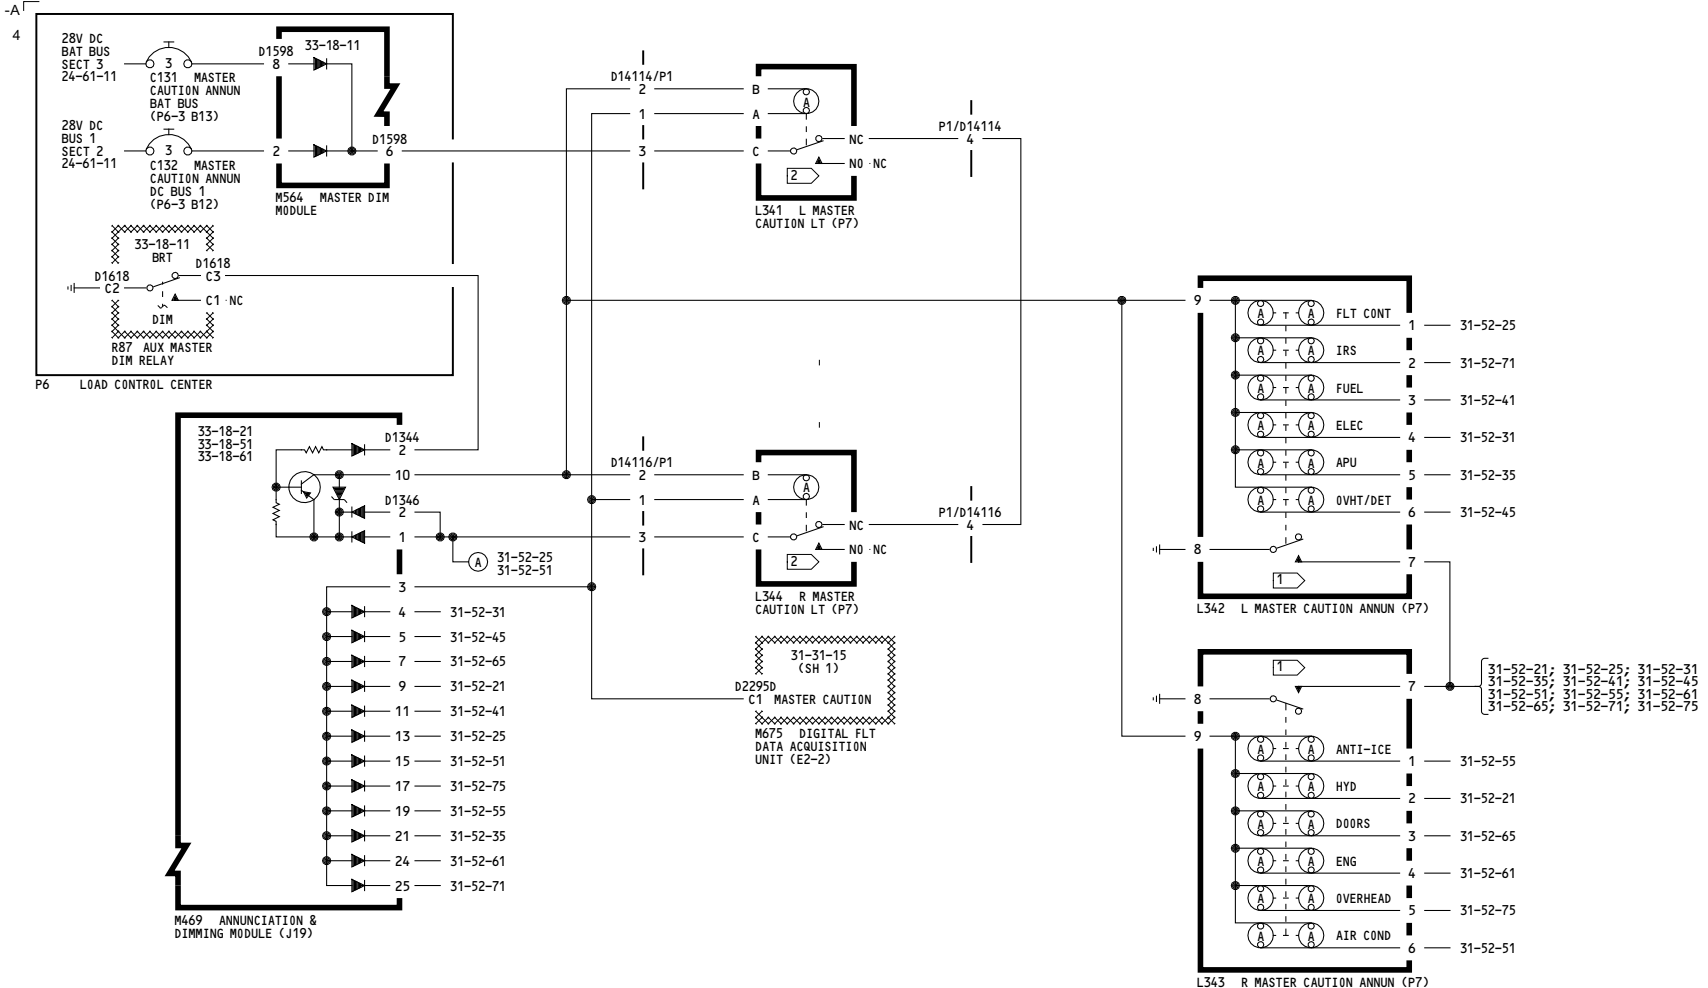 -A
4
28V DC
BAT BUS
SECT 3
24-61-11
3
C131 MASTER
CAUTION ANNUN
BAT BUS
(P6-3 B13)
D1598
8
33-18-11
28V DC
BUS 1
SECT 2
24-61-11
3
C132 MASTER
CAUTION ANNUN
DC BUS 1
(P6-3 B12)
2
D1598
6
M564 MASTER DIM
MODULE
33-18-11
BRT
D1618
C3
D1618
C2
C1 NC
DIM
R87 AUX MASTER
DIM RELAY
P6 LOAD CONTROL CENTER
33-18-21
33-18-51
33-18-61
D1344
2
10
D1346
2
1
A
31-52-25
31-52-51
3
4 31-52-31
5 31-52-45
7 31-52-65
9 31-52-21
11 31-52-41
13 31-52-25
15 31-52-51
17 31-52-75
19 31-52-55
21 31-52-35
24 31-52-61
25 31-52-71
M469 ANNUNCIATION &
DIMMING MODULE (J19)
D14114/P1
2
1
3
B
A
C
A
NC
NO NC
2
L341 L MASTER
CAUTION LT (P7)
P1/D14114
4
D14116/P1
2
1
3
B
A
C
A
NC
NO NC
2
L344 R MASTER
CAUTION LT (P7)
P1/D14116
4
31-31-15
(SH 1)
D2295D
C1 MASTER CAUTION
M675 DIGITAL FLT
DATA ACQUISITION
UNIT (E2-2)
9
A A FLT CONT
1 31-52-25
A A IRS
2 31-52-71
A A FUEL
3 31-52-41
A A ELEC
4 31-52-31
A A APU
5 31-52-35
A A OVHT/DET
6 31-52-45
8
7
1
L342 L MASTER CAUTION ANNUN (P7)
1
7
8
31-52-21; 31-52-25; 31-52-31
31-52-35; 31-52-41; 31-52-45
31-52-51; 31-52-55; 31-52-61
31-52-65; 31-52-71; 31-52-75
9
A A ANTI-ICE
1 31-52-55
A A HYD
2 31-52-21
A A DOORS
3 31-52-65
A A ENG
4 31-52-61
A A OVERHEAD
5 31-52-75
A A AIR COND
6 31-52-51
L343 R MASTER CAUTION ANNUN (P7)